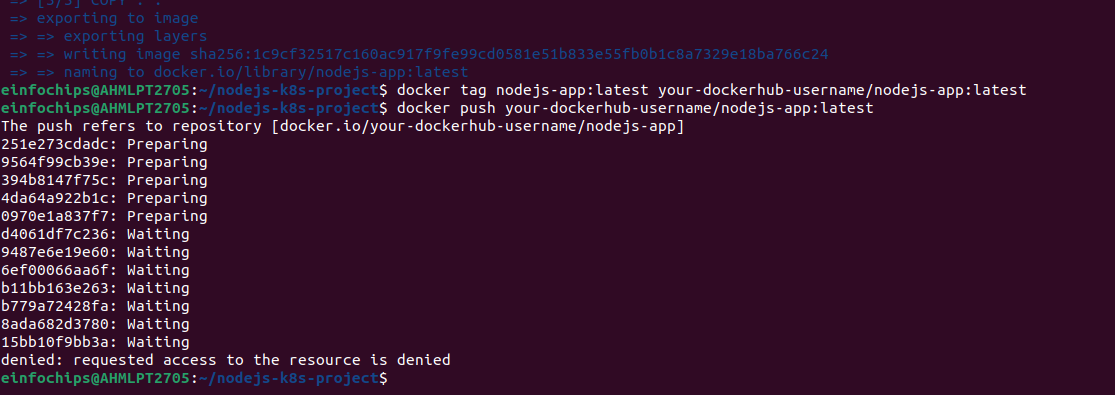 => [5/5] COPY . .
=> exporting to image
=> => exporting layers
=> => writing image sha256:1c9cf32517c160ac917f9fe99cd0581e51b833e55fb0b1c8a7329e18ba766c24
=> => naming to docker.io/library/nodejs-app:latest
einfochips@AHMLPT2705:~/nodejs-k8s-project$ docker tag nodejs-app:latest your-dockerhub-username/nodejs-app:latest
einfochips@AHMLPT2705:~/nodejs-k8s-project$ docker push your-dockerhub-username/nodejs-app:latest
The push refers to repository [docker.io/your-dockerhub-username/nodejs-app]
251e273cdadc: Preparing
9564f99cb39e: Preparing
394b8147f75c: Preparing
4da64a922b1c: Preparing
0970e1a837f7: Preparing
d4061df7c236: Waiting
9487e6e19e60: Waiting
6ef00066aa6f: Waiting
b11bb163e263: Waiting
b779a72428fa: Waiting
8ada682d3780: Waiting
15bb10f9bb3a: Waiting
denied: requested access to the resource is denied
einfochips@AHMLPT2705:~/nodejs-k8s-project$